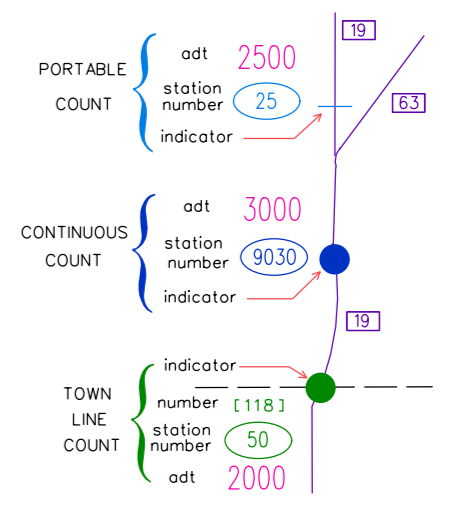 19
adt 2500
PORTABLE COUNT
station number 25
63
indicator
adt 3000
CONTINUOUS COUNT
station number 9030
indicator
19
indicator
TOWN LINE COUNT
number [118]
station number 50
adt 2000